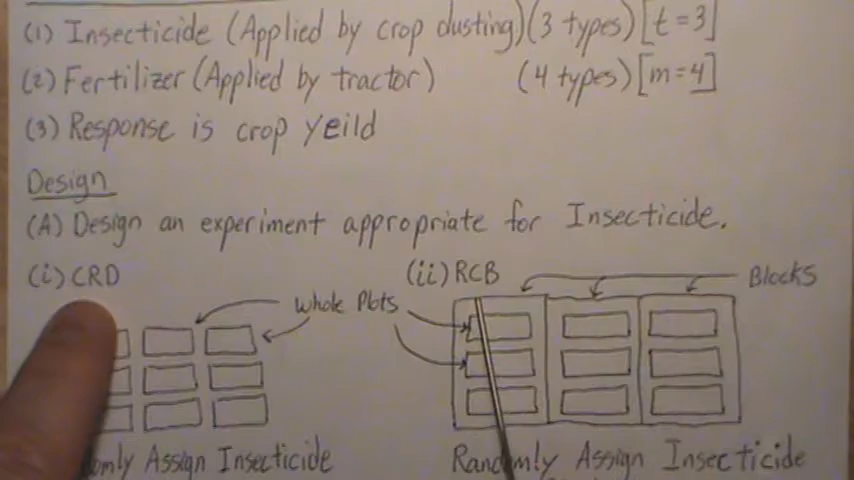 (1) Insecticide (Applied by crop dusting) (3 types) [t=3]
(2) Fertilizer (Applied by tractor) (4 types) [m=4]
(3) Response is crop yeild
Design
(A) Design an experiment appropriate for Insecticide.
(i) CRD
(ii) RCB
Blocks
Whole Plots
Assign Insecticide
Randomly Assign Insecticide